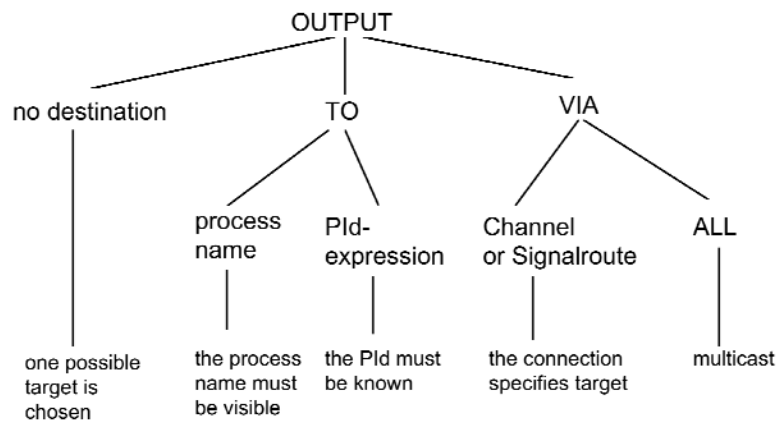 OUTPUT
no destination
TO
VIA
process
name
PId-
expression
Channel
or Signalroute
ALL
one possible
target is
chosen
the process
name must
be visible
the PId must
be known
the connection
specifies target
multicast